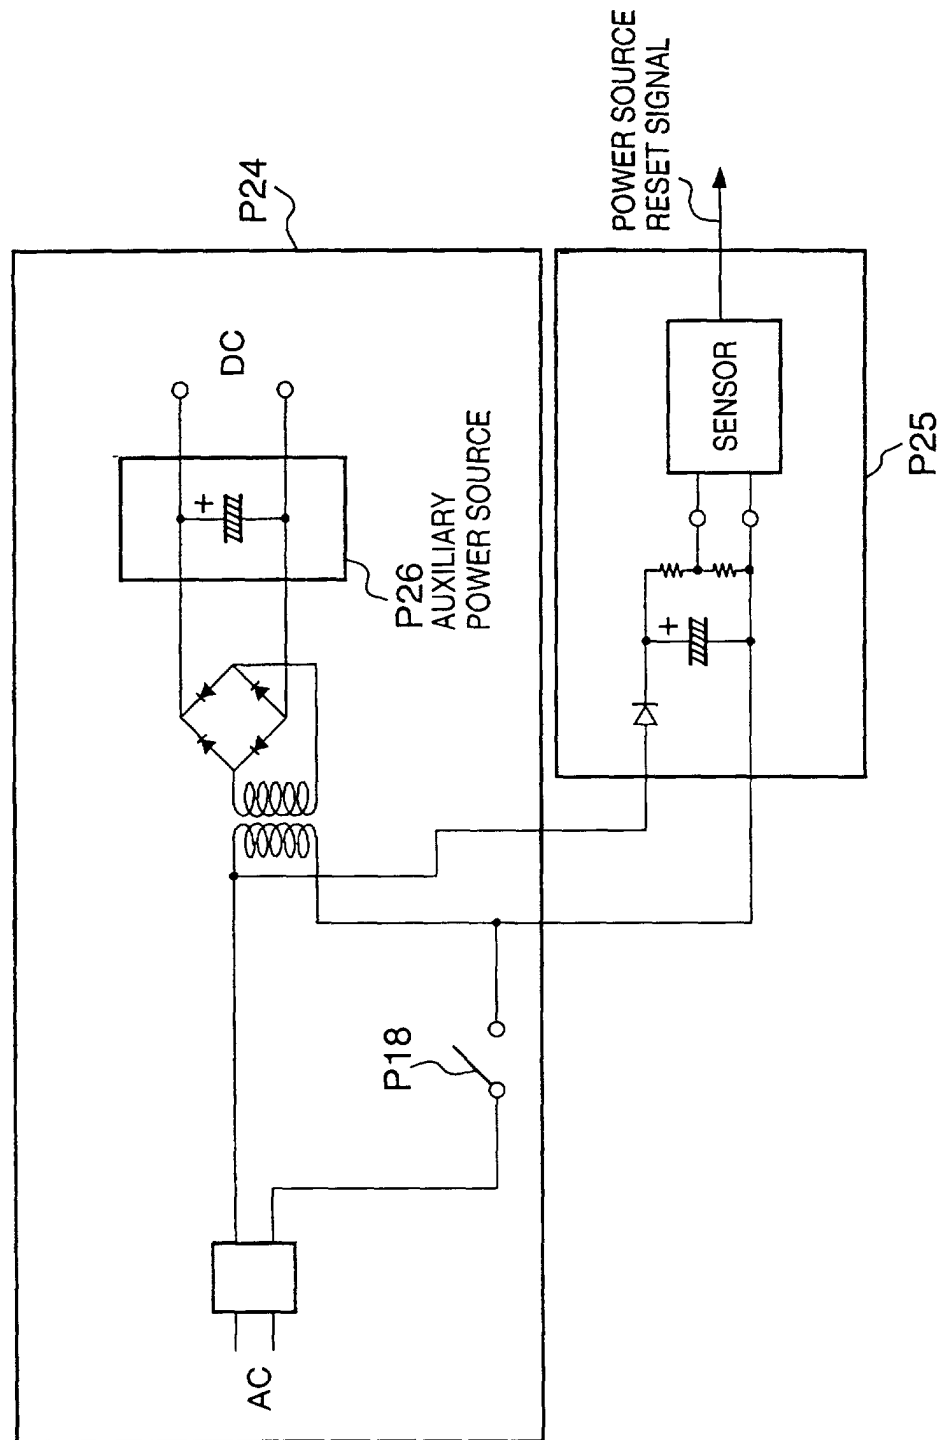 P24
DC
+
P26
AUXILIARY
POWER SOURCE
P18
AC
POWER SOURCE
RESET SIGNAL
SENSOR
+
P25